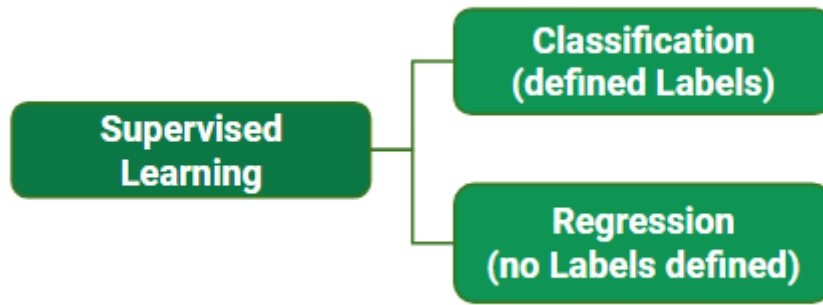 Supervised
Learning
Classification
(defined Labels)
Regression
(no Labels defined)